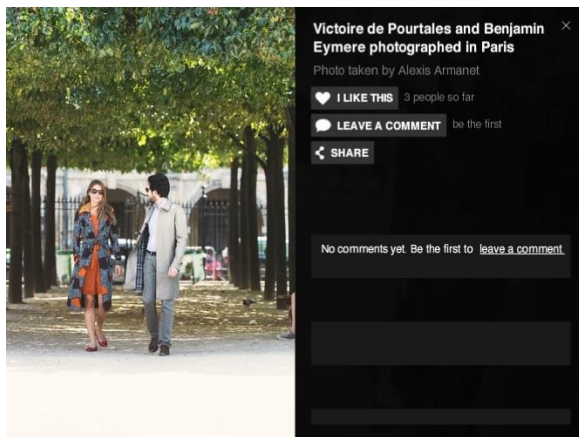 Victoire de Pourtales and Benjamin
Eymere photographed in Paris
Photo taken by Alexis Armanet
I LIKE THIS 3 people so far
LEAVE A COMMENT be the first
SHARE
No comments yet. Be the first to leave a comment